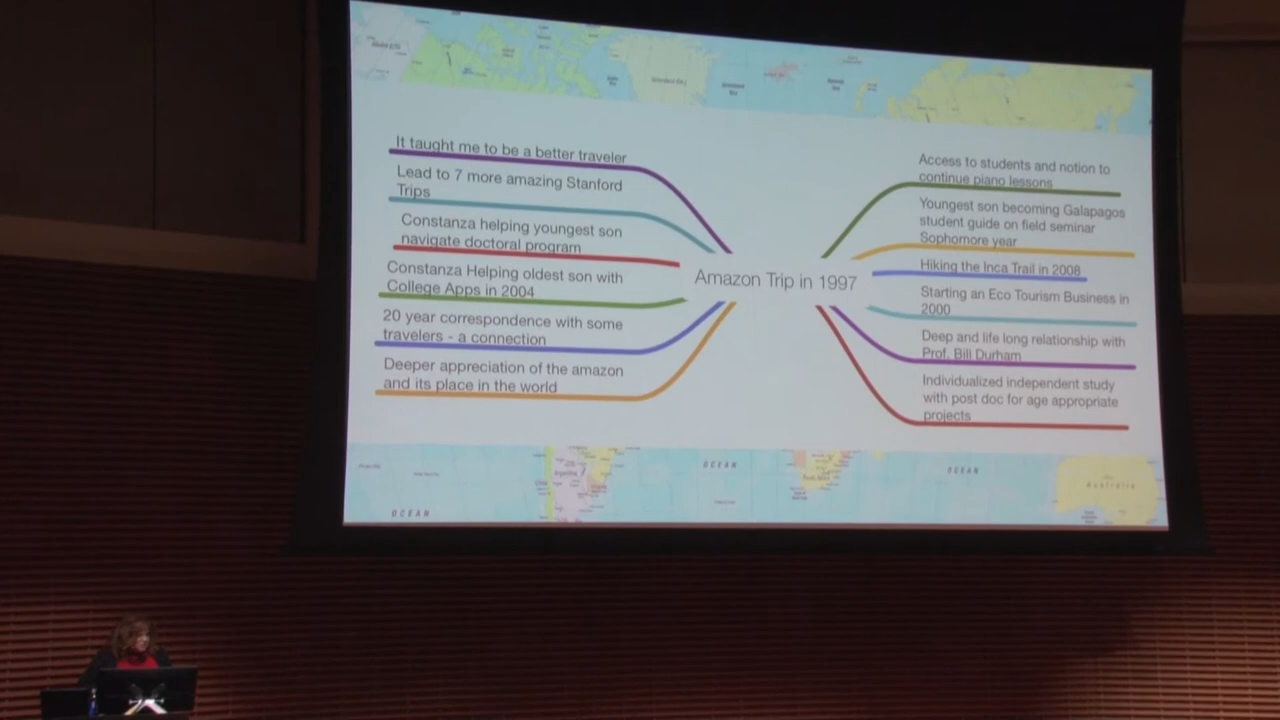 It taught me to be a better traveler
Lead to 7 more amazing Stanford
Trips
Constanza helping youngest son
navigate doctoral program
Constanza Helping oldest son with
College Apps in 2004
20 year correspondence with some
travelers - a connection
Deeper appreciation of the amazon
and its place in the world
Amazon Trip in 1997
Access to students and notion to
continue piano lessons
Youngest son becoming Galapagos
student guide on field seminar
Sophomore year
Hiking the Inca Trail in 2008
Starting an Eco Tourism Business in
2000
Deep and life long relationship with
Prof. Bill Durham
Individualized independent study
with post doc for age appropriate
projects
OCEAN
OCEAN
OCEAN
Argentina
Chile
Australia